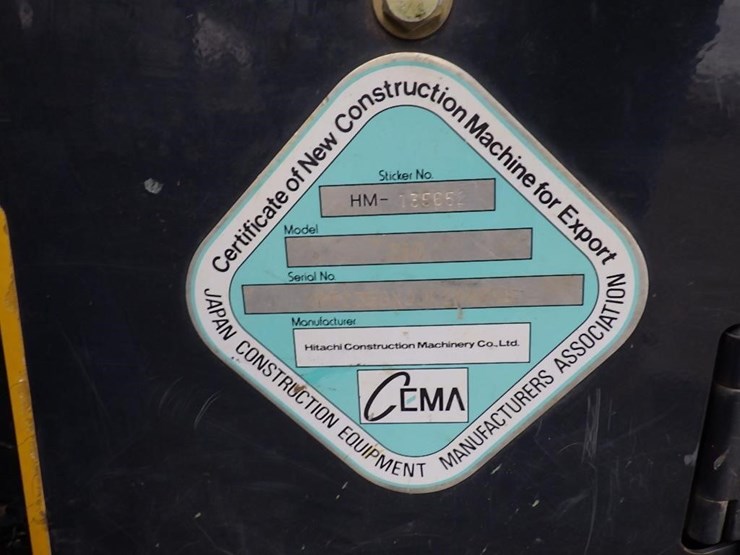 Certificate of New Construction Machine for Export
Sticker No.
HM-
Model
Serial No.
Manufacturer
Hitachi Construction Machinery Co., Ltd.
CEMA
JAPAN CONSTRUCTION EQUIPMENT MANUFACTURERS ASSOCIATION